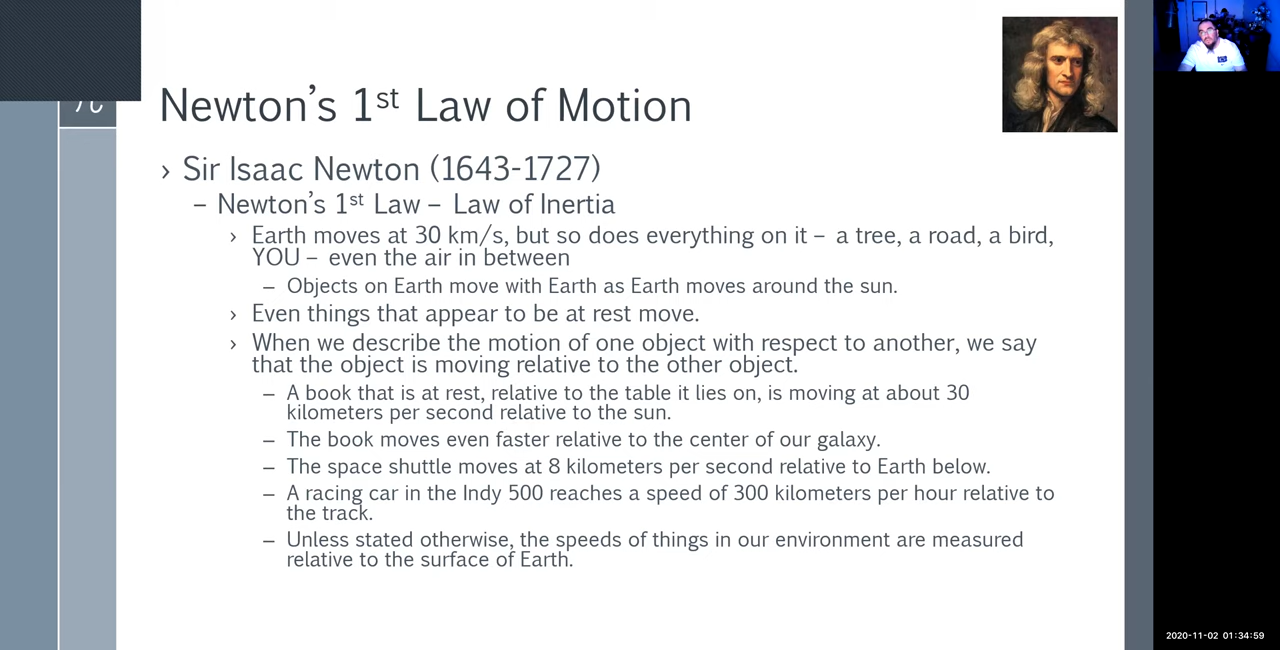 Newton’s 1st Law of Motion
› Sir Isaac Newton (1643-1727)
– Newton’s 1st Law – Law of Inertia
› Earth moves at 30 km/s, but so does everything on it – a tree, a road, a bird,
YOU – even the air in between
– Objects on Earth move with Earth as Earth moves around the sun.
› Even things that appear to be at rest move.
› When we describe the motion of one object with respect to another, we say
that the object is moving relative to the other object.
– A book that is at rest, relative to the table it lies on, is moving at about 30
kilometers per second relative to the sun.
– The book moves even faster relative to the center of our galaxy.
– The space shuttle moves at 8 kilometers per second relative to Earth below.
– A racing car in the Indy 500 reaches a speed of 300 kilometers per hour relative to
the track.
– Unless stated otherwise, the speeds of things in our environment are measured
relative to the surface of Earth.
2020-11-02 01:34:59